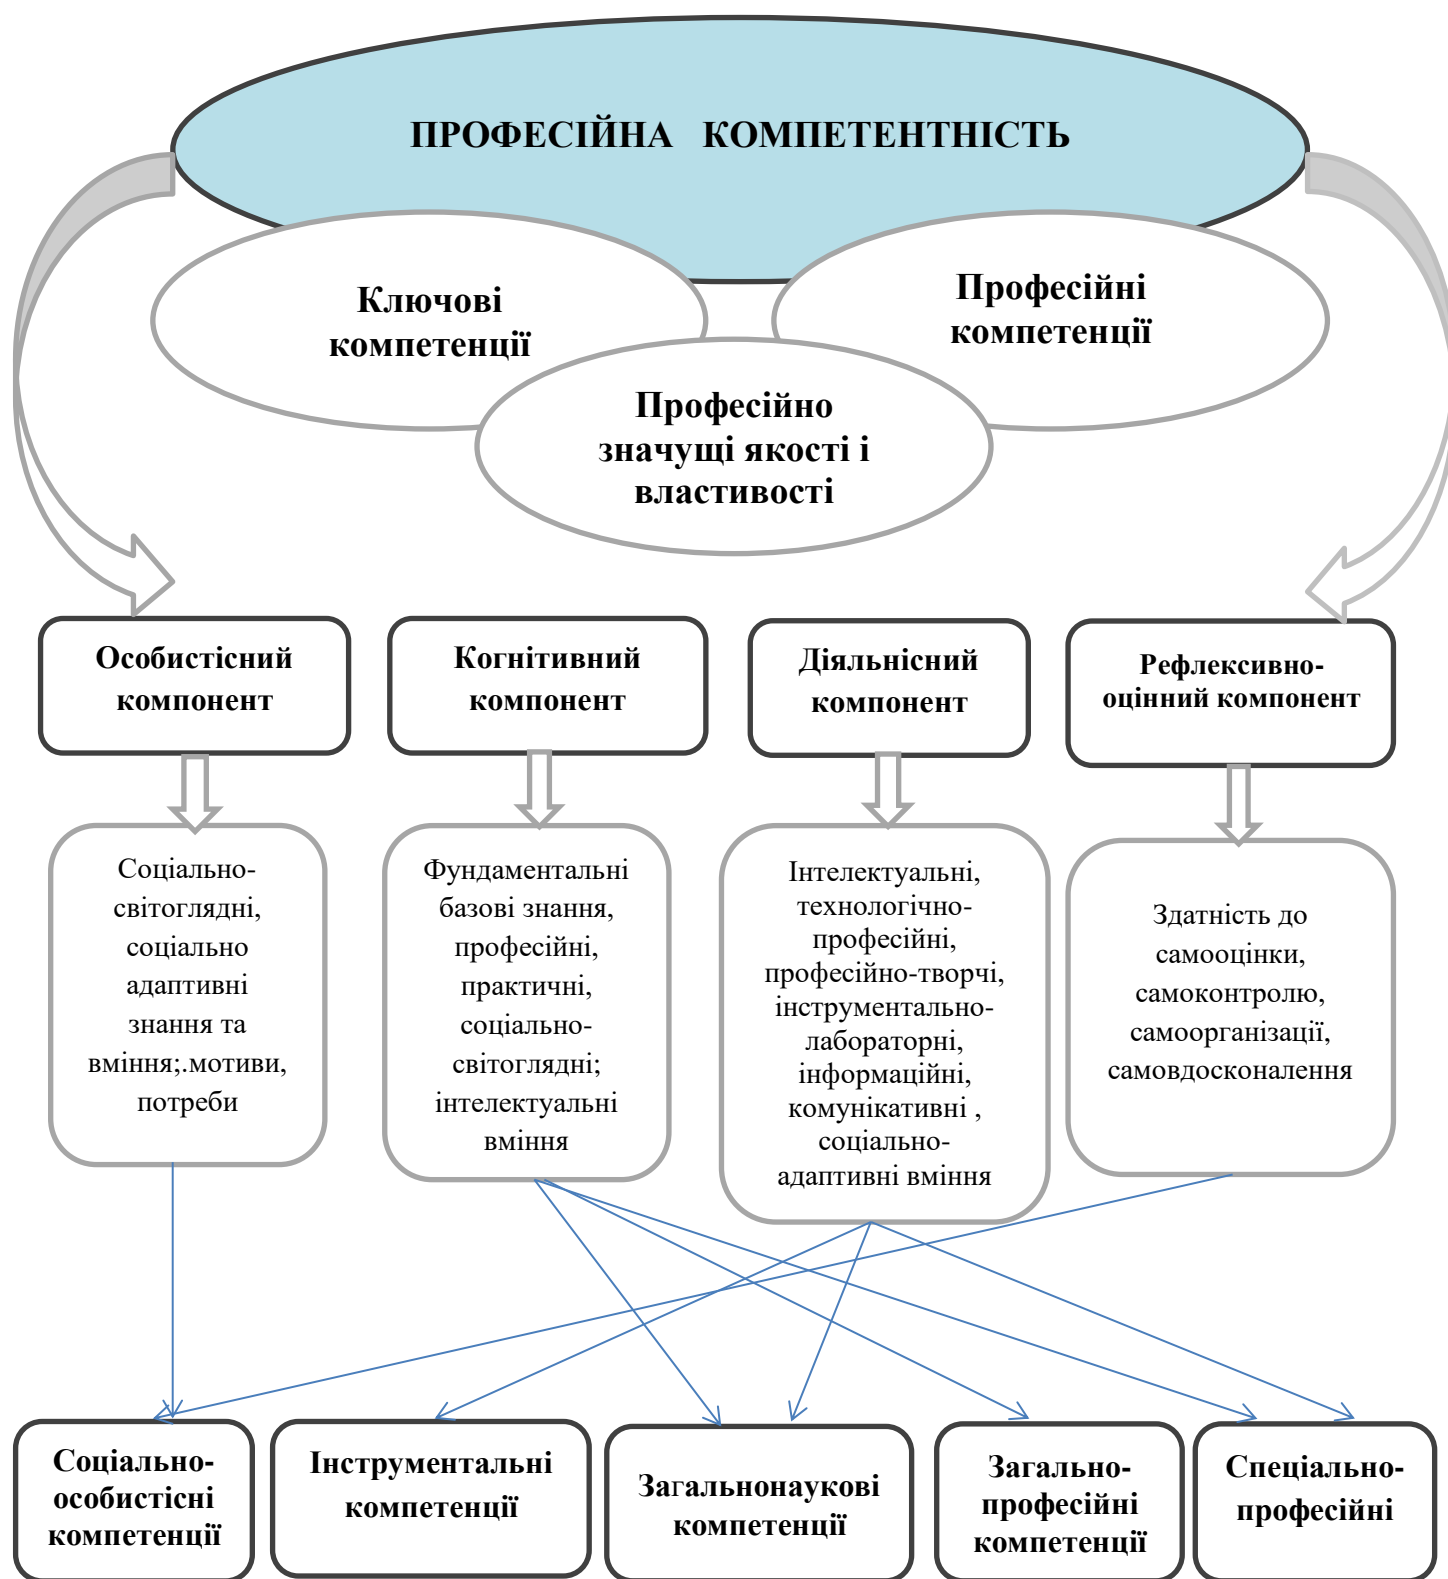 ПРОФЕСІЙНА КОМПЕТЕНТНІСТЬ
Ключові
компетенції
Професійні
компетенції
Професійно
значущі якості і
властивості
Особистісний
компонент
Когнітивний
компонент
Діяльнісний
компонент
Рефлексивно-
оцінний компонент
Соціально-
світоглядні,
соціально
адаптивні
знання та
вміння;.мотиви,
потреби
Фундаментальні
базові знання,
професійні,
практичні,
соціально-
світоглядні;
інтелектуальні
вміння
Інтелектуальні,
технологічно-
професійні,
професійно-творчі,
інструментально-
лабораторні,
інформаційні,
комунікативні ,
соціально-
адаптивні вміння
Здатність до
самооцінки,
самоконтролю,
самоорганізації,
самовдосконалення
Соціально-
особистісні
компетенції
Інструментальні
компетенції
Загальнонаукові
компетенції
Загально-
професійні
компетенції
Спеціально-
професійні